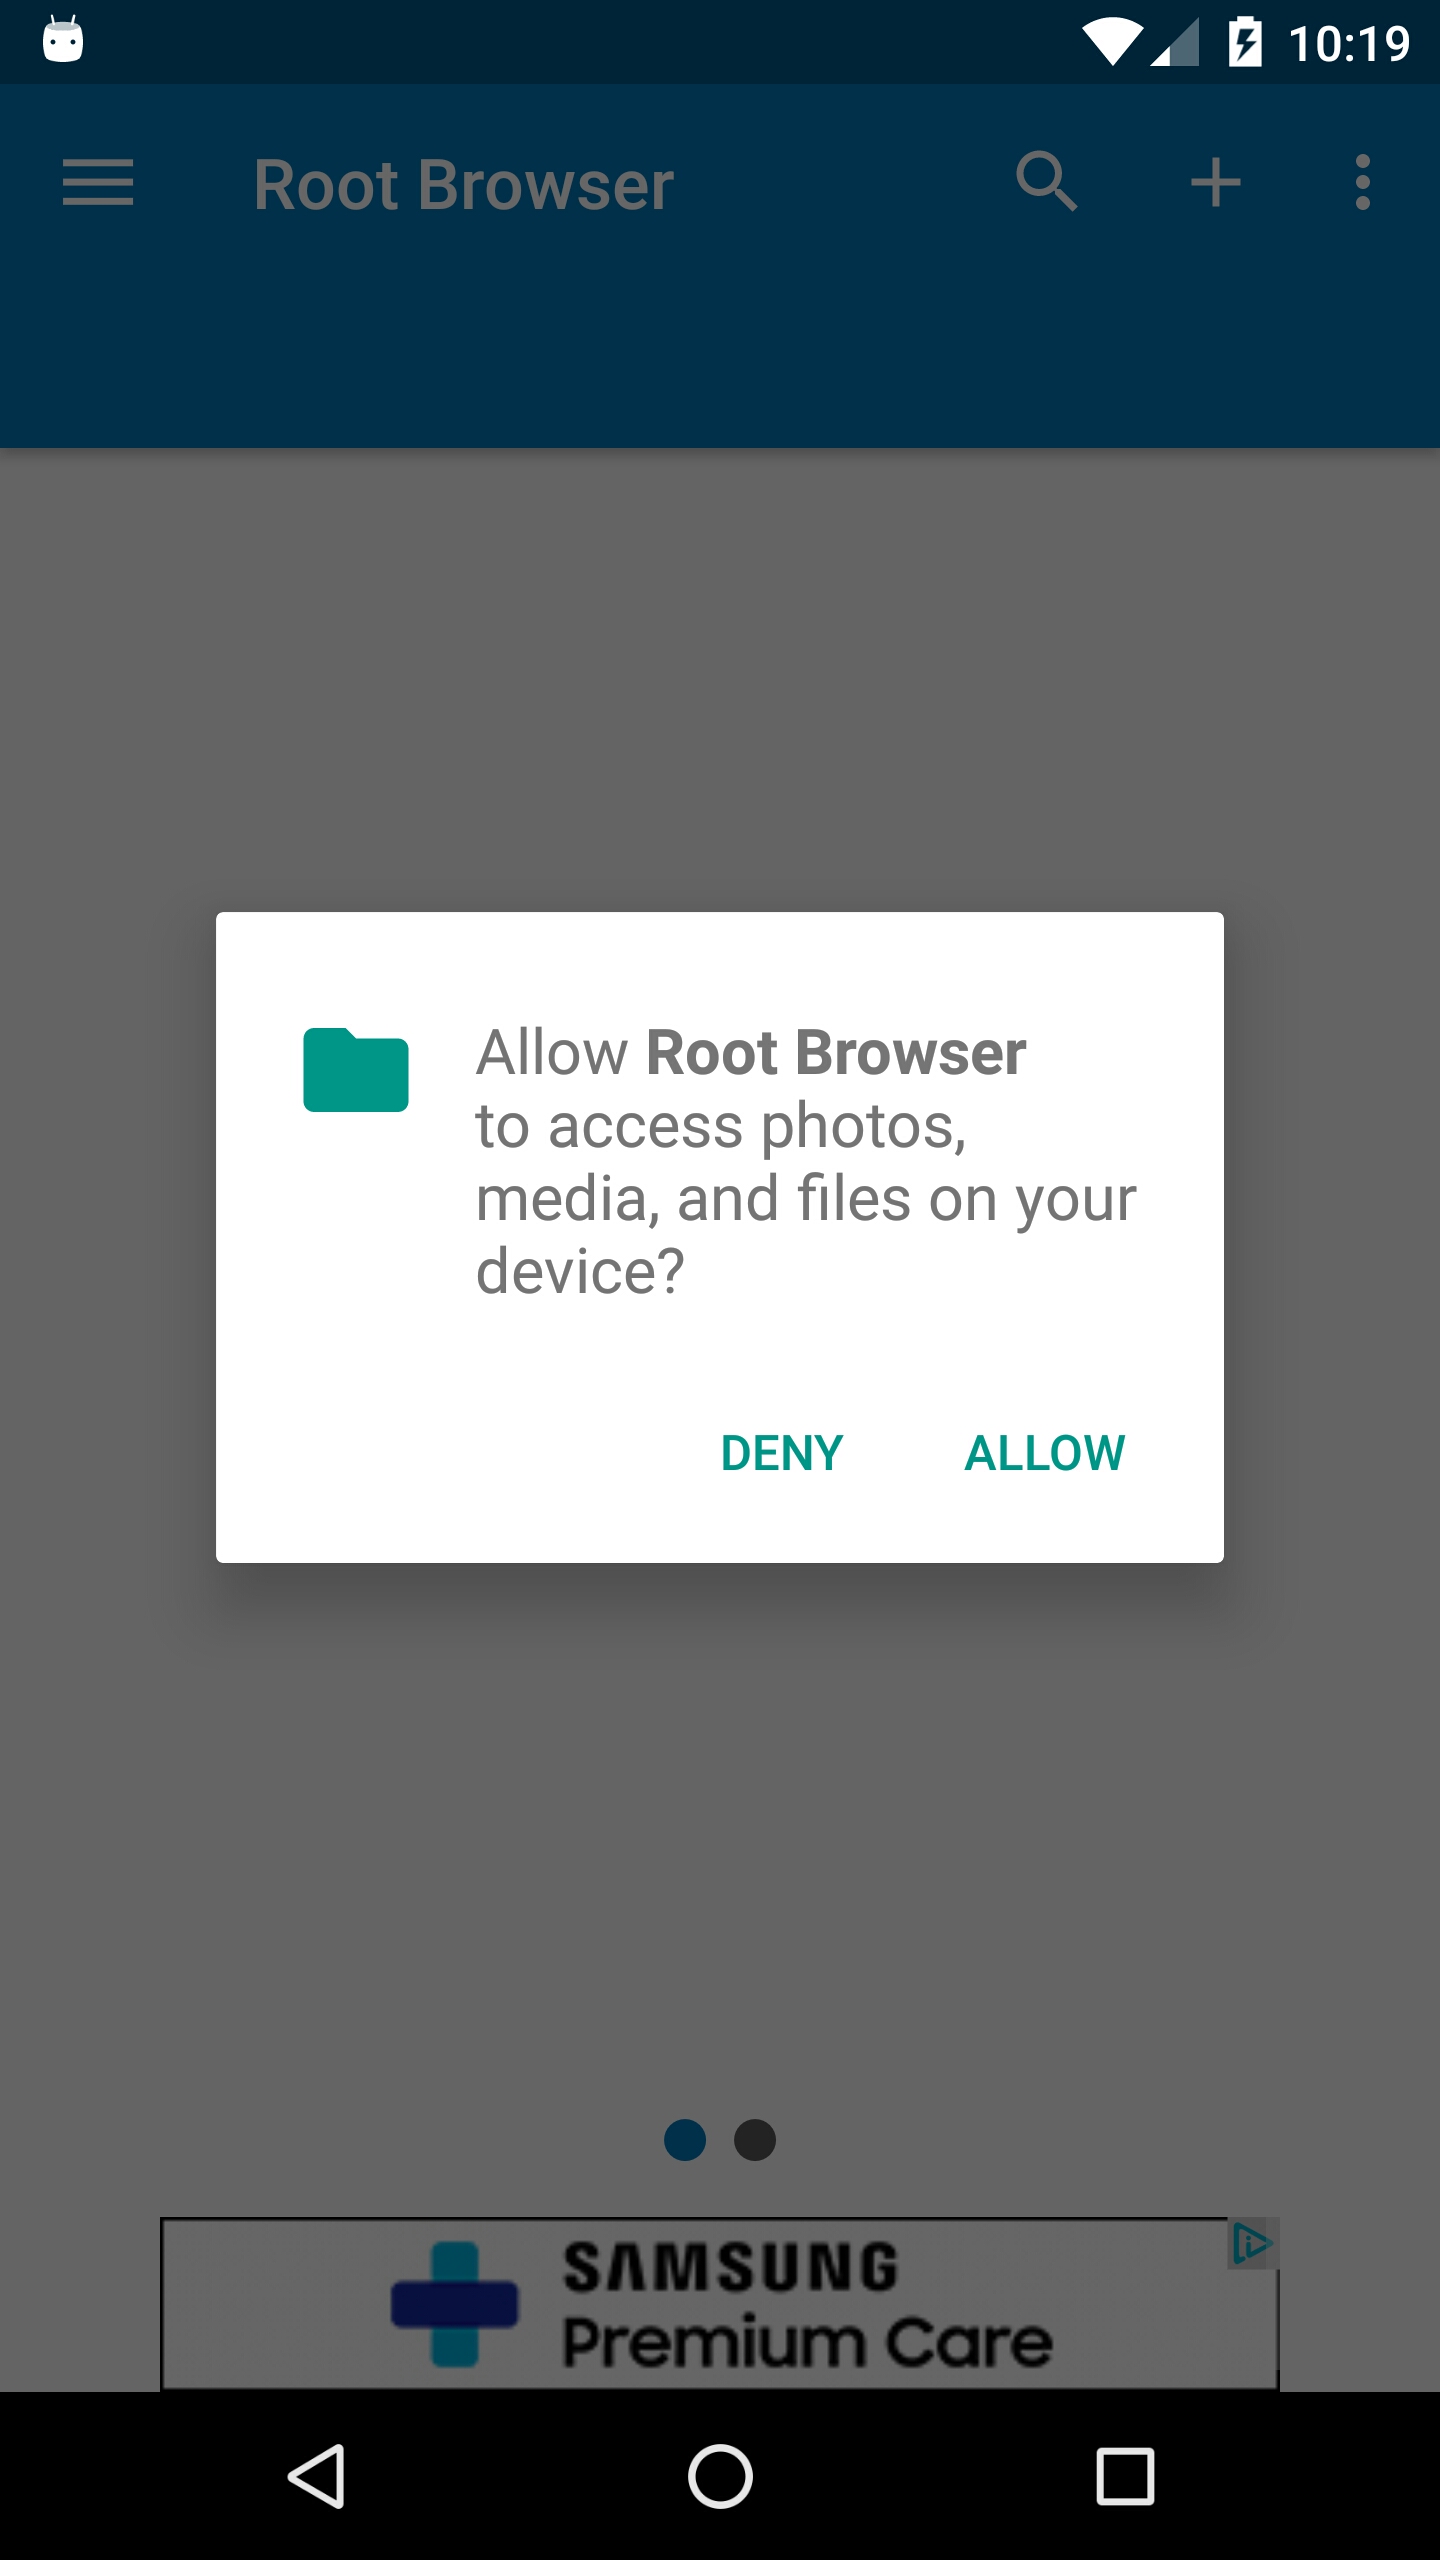 10:19
Root Browser
Allow Root Browser
to access photos,
media, and files on your
device?
DENY ALLOW
SAMSUNG
Premium Care